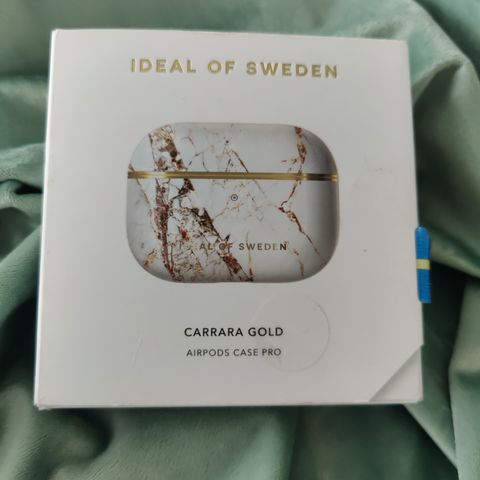 IDEAL OF SWEDEN
IDEAL OF SWEDEN
CARRARA GOLD
AIRPODS CASE PRO